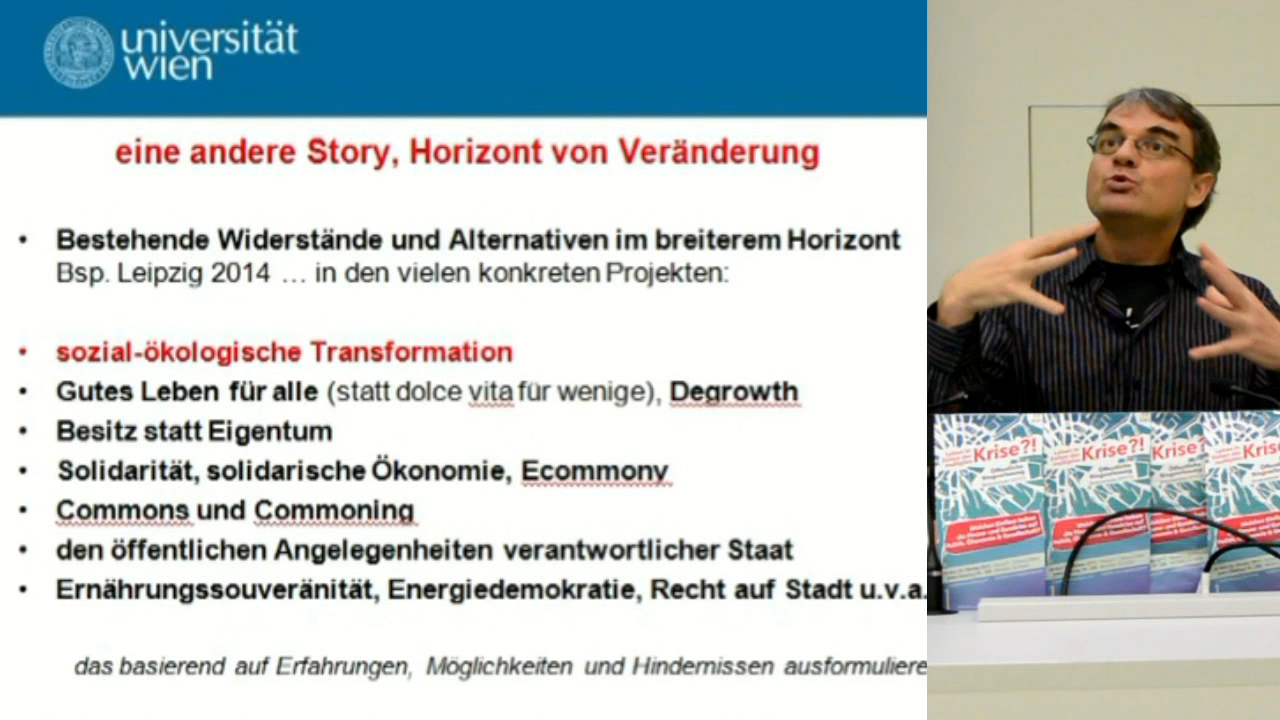 universität
wien
eine andere Story, Horizont von Veränderung
• Bestehende Widerstände und Alternativen im breiterem Horizont
Bsp. Leipzig 2014 … in den vielen konkreten Projekten:
• sozial-ökologische Transformation
• Gutes Leben für alle (statt dolce vita für wenige), Degrowth
• Besitz statt Eigentum
• Solidarität, solidarische Ökonomie, Ecommony
• Commons und Commoning
• den öffentlichen Angelegenheiten verantwortlicher Staat
• Ernährungssouveränität, Energiedemokratie, Recht auf Stadt u.v.a.
das basierend auf Erfahrungen, Möglichkeiten und Hindernissen ausformuliere
Krise?!
Krise?!
Krise?
Kris